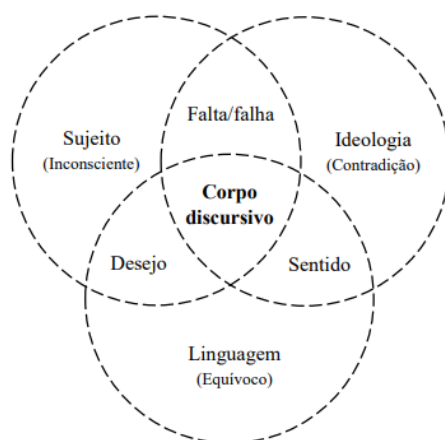 Falta/falha
Sujeito
(Inconsciente)
Ideologia
(Contradição)
Corpo
discursivo
Desejo
Sentido
Linguagem
(Equívoco)